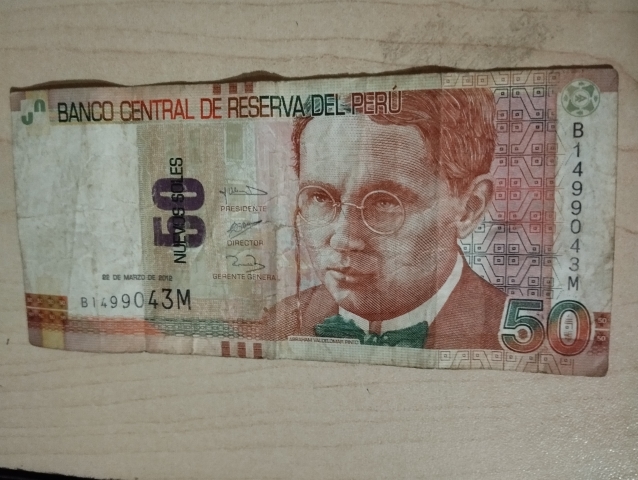 BANCO CENTRAL DE RESERVA DEL PERÚ
50
NUEVOS SOLES
PRESIDENTE
DIRECTOR
GERENTE GENERAL
22 DE MARZO DE 2012
B1499043M
ABRAHAM VALDELOMAR PINTO
B1499043M
50